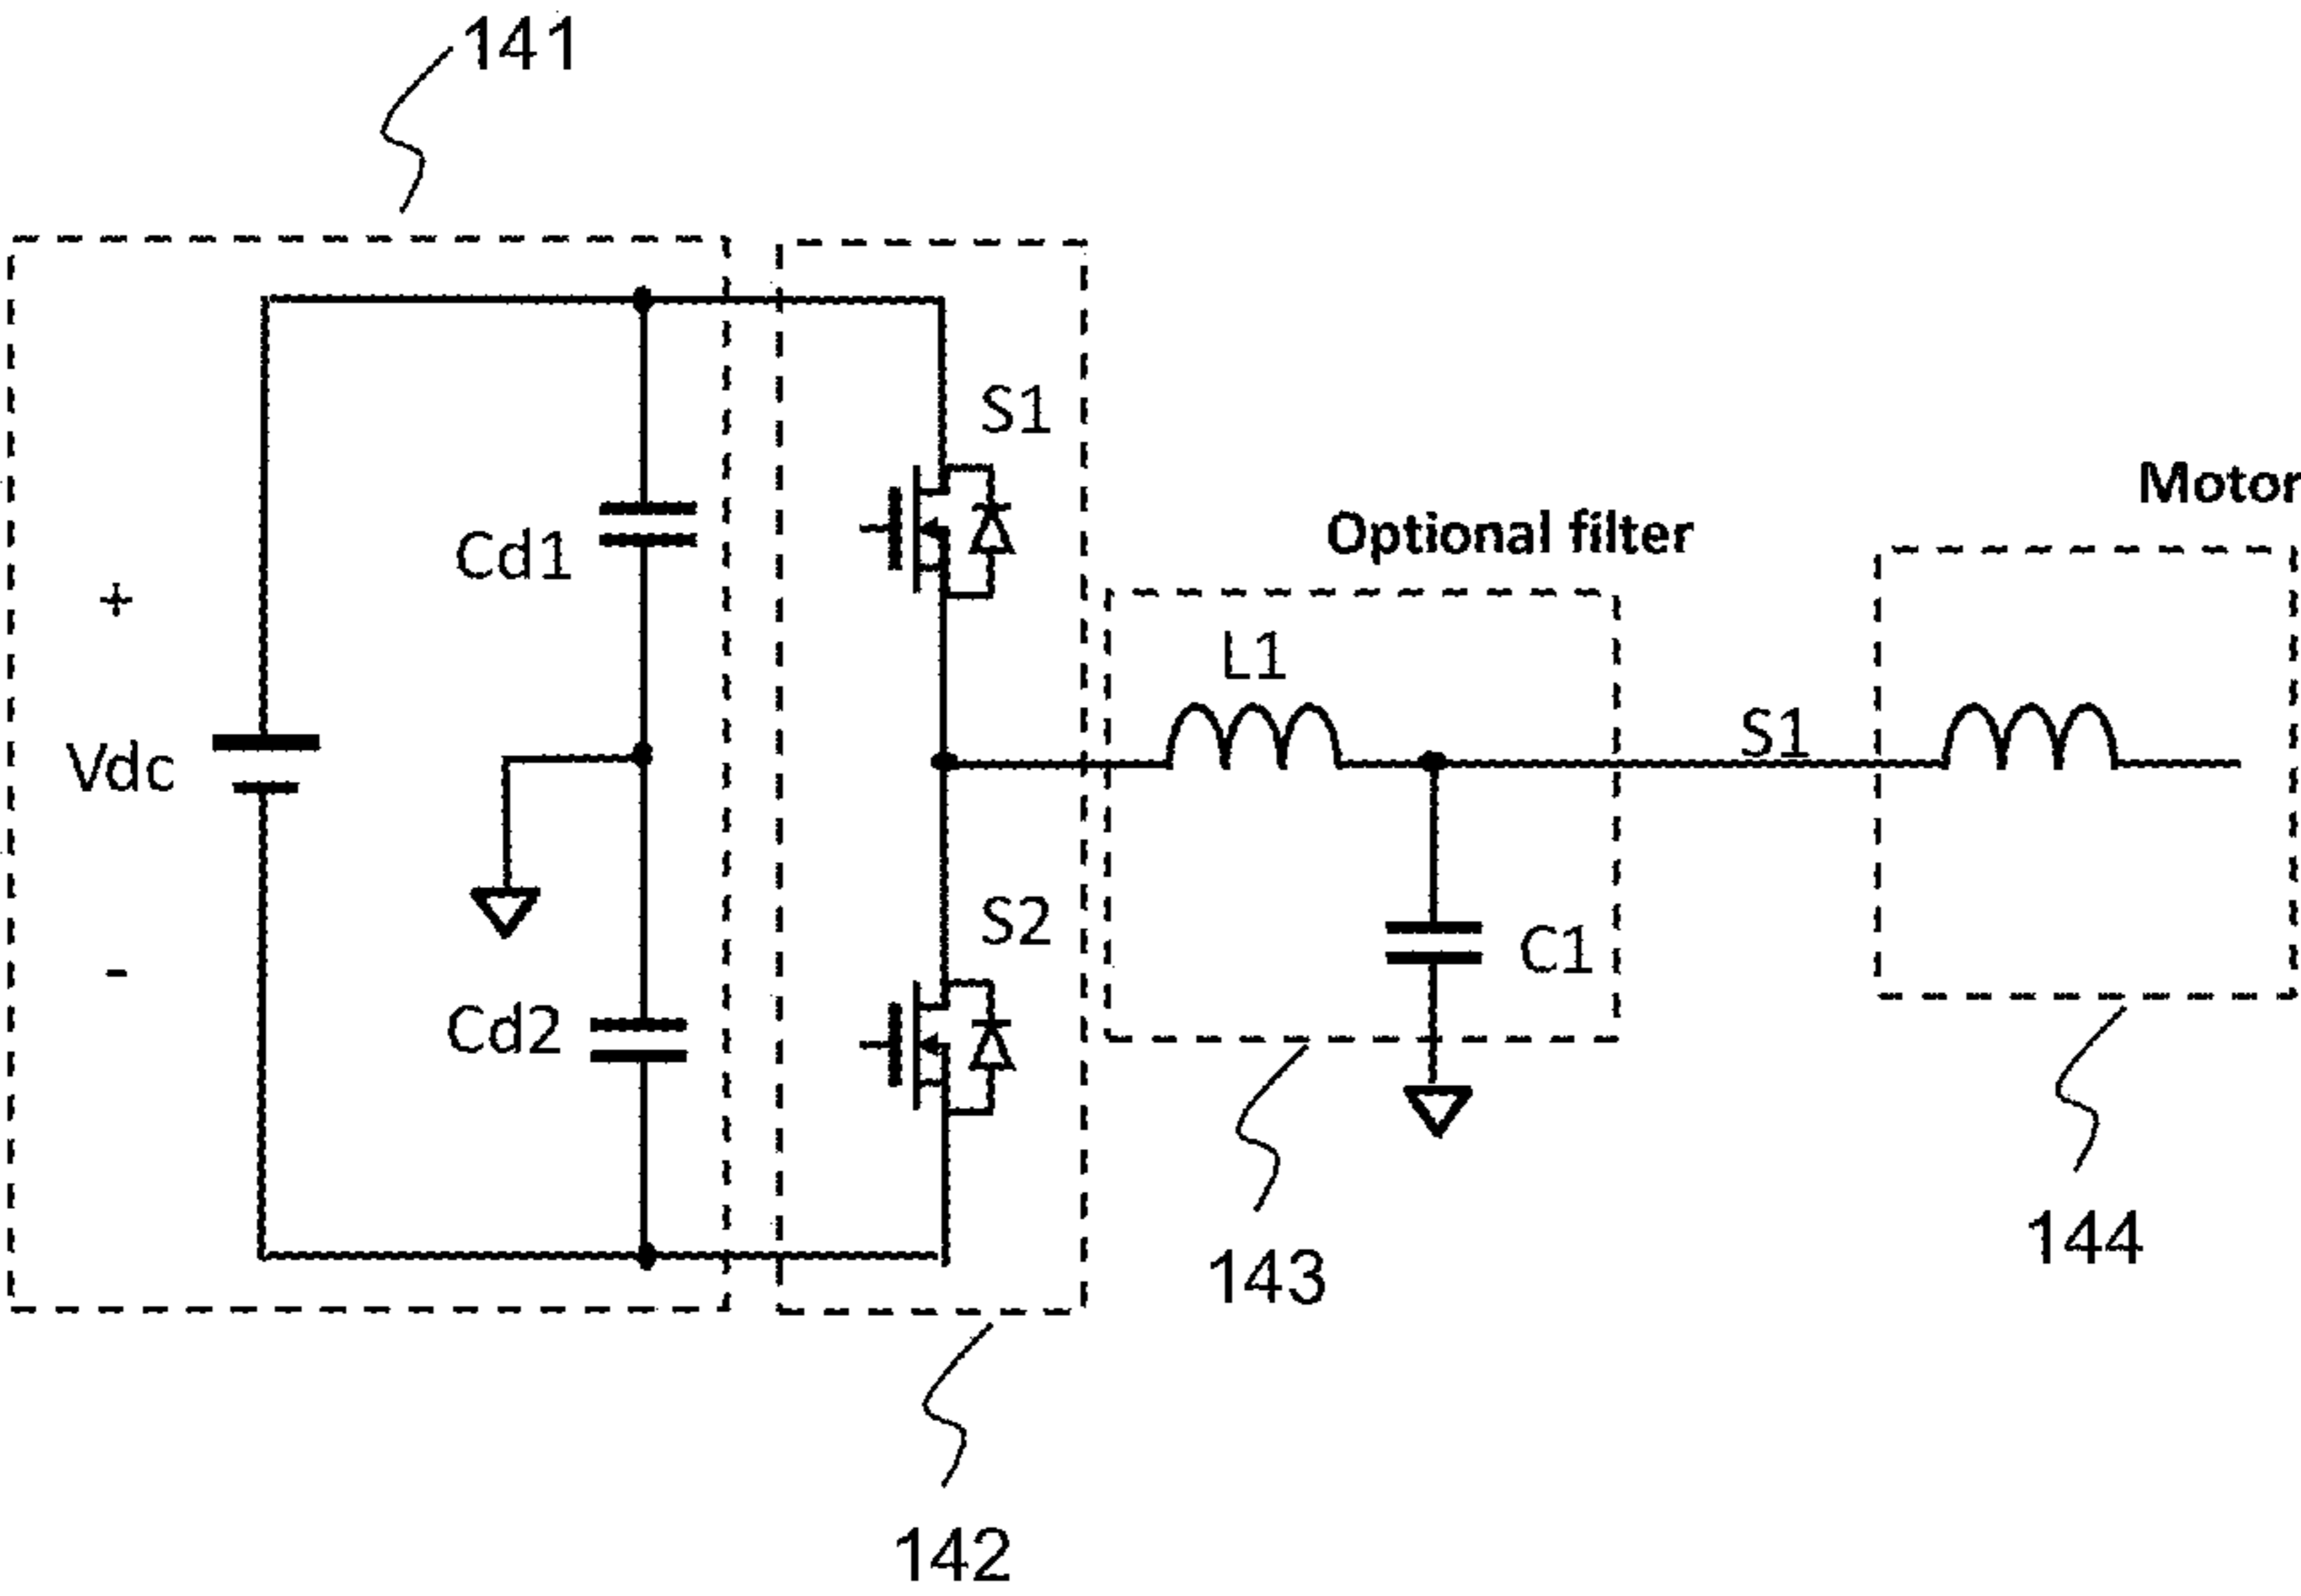 141
S1
Motor
Optional filter
Cd1
+
L1
S1
Vdc
S2
C1
-
Cd2
144
143
142